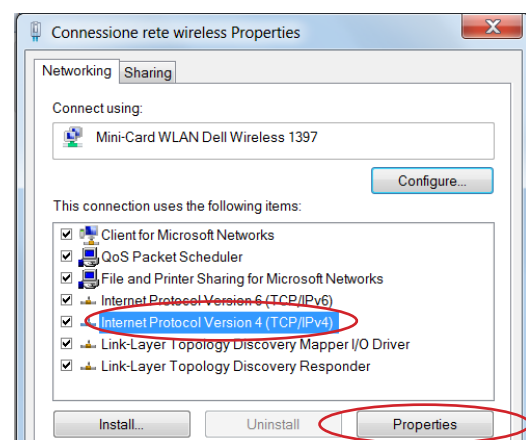 Connessione rete wireless Properties
X
Networking Sharing
Connect using:
Mini-Card WLAN Dell Wireless 1397
Configure...
This connection uses the following items:
Client for Microsoft Networks
QoS Packet Scheduler
File and Printer Sharing for Microsoft Networks
Internet Protocol Version 6 (TCP/IPv6)
Internet Protocol Version 4 (TCP/IPv4)
Link-Layer Topology Discovery Mapper I/O Driver
Link-Layer Topology Discovery Responder
Install... Uninstall Properties